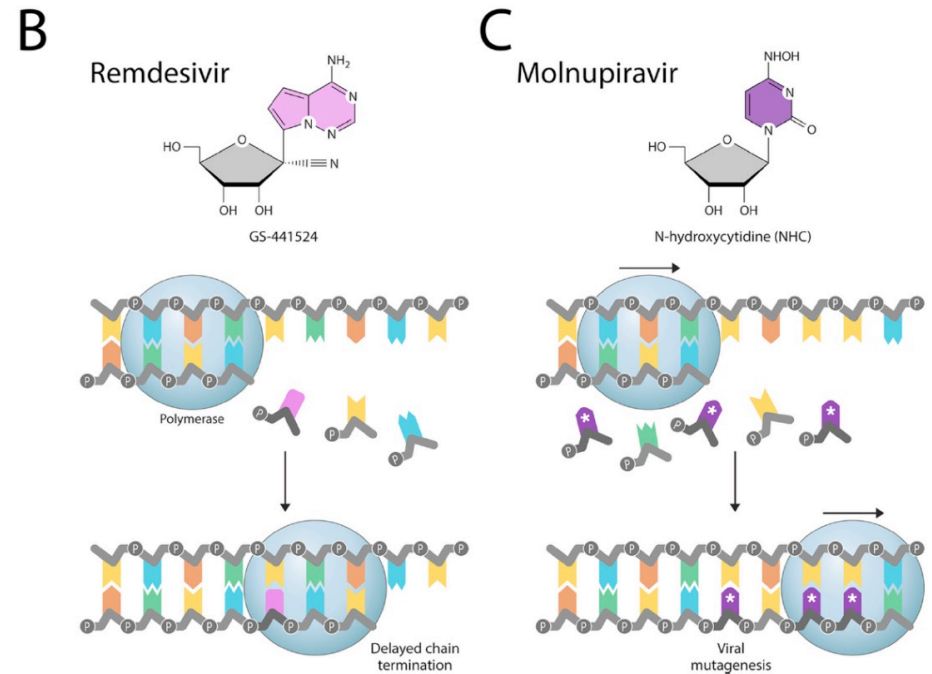 B
Remdesivir
NH₂
N
N
N
O
HO
N
OH OH
GS-441524
P P P P P P P P P
P P P P
Polymerase
P
P
P
P P P P P P P P P
P P P P P P P
Delayed chain
termination
C
Molnupiravir
NHOH
N
N
O
O
HO
OH OH
N-hydroxycytidine (NHC)
P P P P P P P P P
P P P P
* * *
P P P P P
P P P P P P P P P
* * *
P P P P P P P P P
Viral
mutagenesis